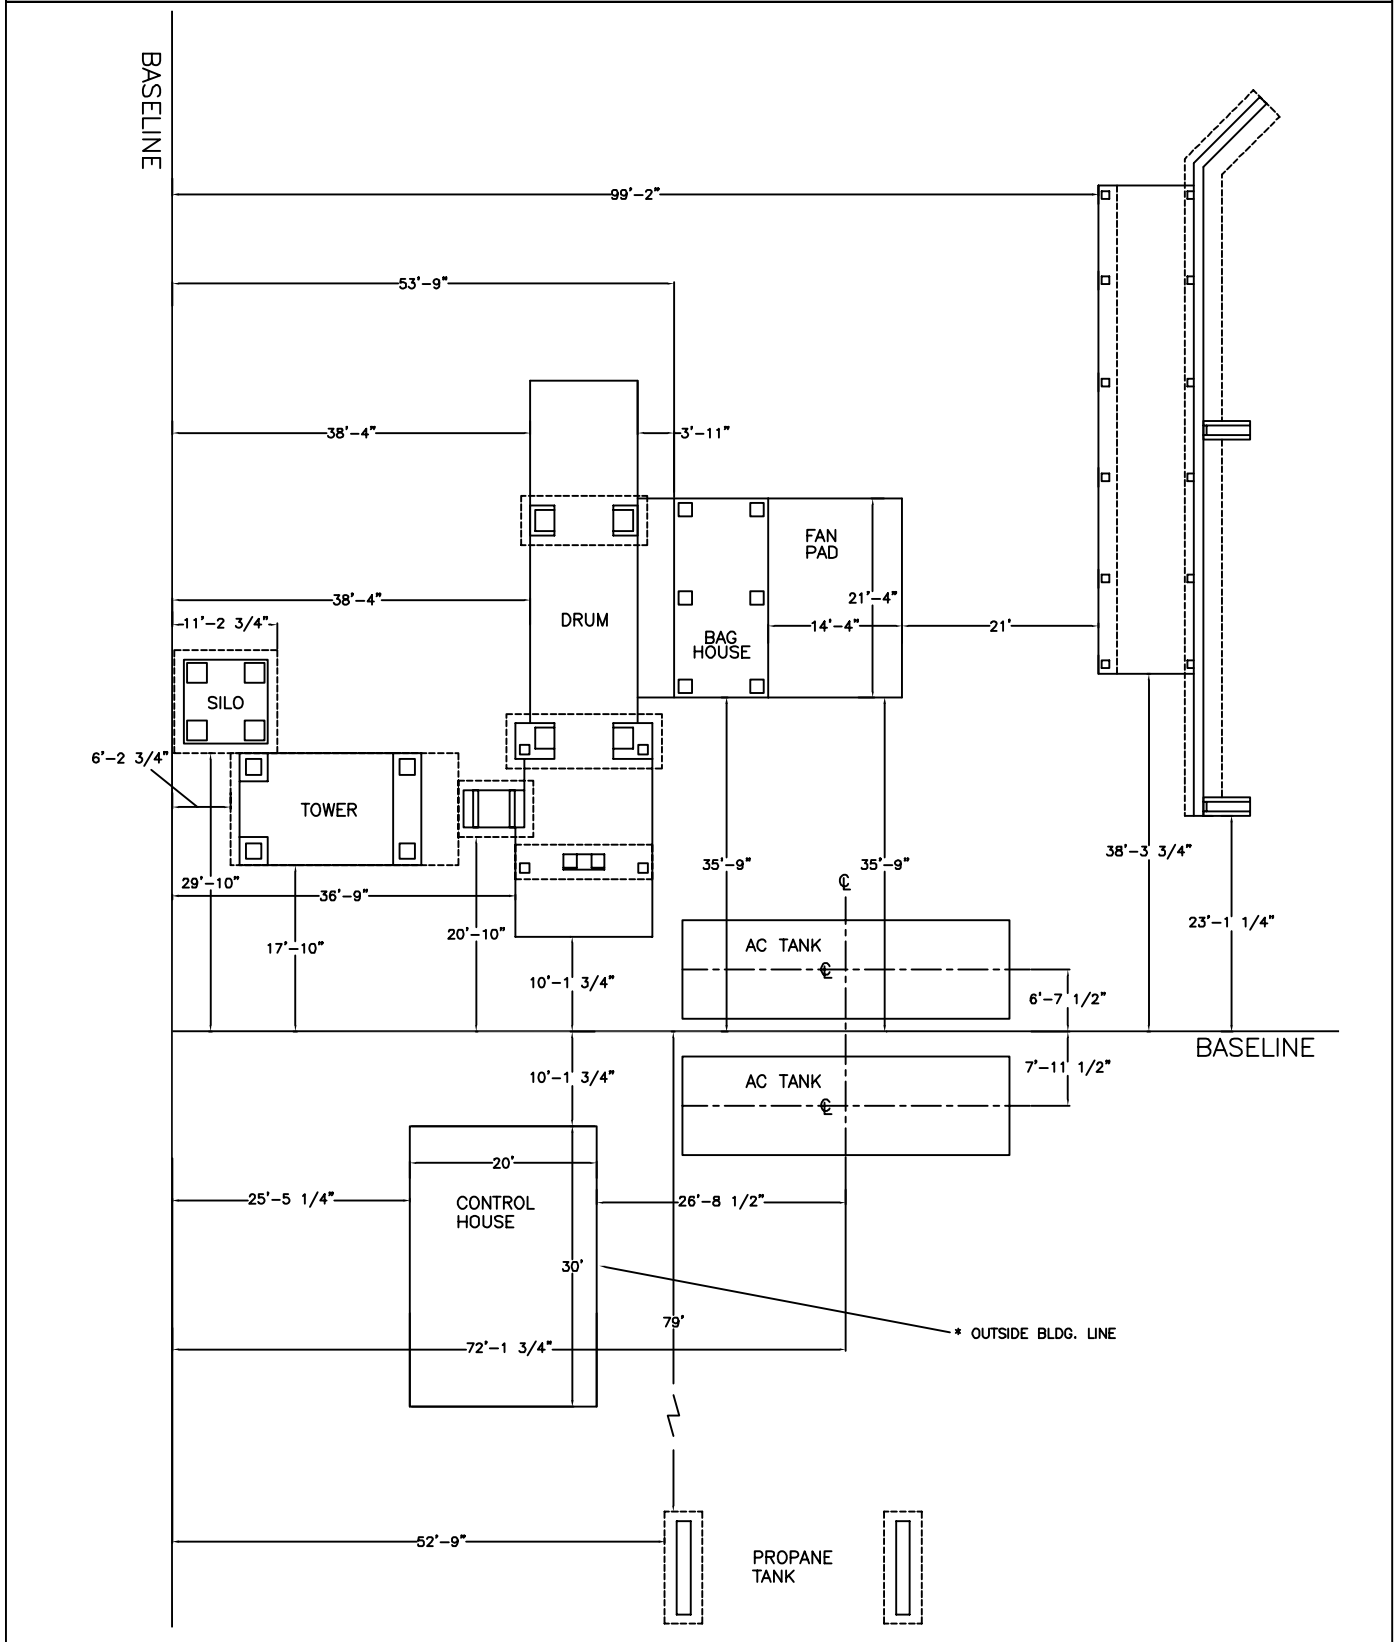 BASELINE
99'-2"
53'-9"
38'-4"
3'-11"
FAN
PAD
38'-4"
21'-4"
11'-2 3/4"
DRUM
14'-4"
21'
BAG
HOUSE
SILO
6'-2 3/4"
TOWER
35'-9"
35'-9"
38'-3 3/4"
29'-10"
36'-9"
℄
23'-1 1/4"
17'-10"
20'-10"
AC TANK
℄
10'-1 3/4"
6'-7 1/2"
BASELINE
7'-11 1/2"
10'-1 3/4"
AC TANK
℄
20'
25'-5 1/4"
CONTROL
HOUSE
26'-8 1/2"
30'
79'
* OUTSIDE BLDG. LINE
72'-1 3/4"
52'-9"
PROPANE
TANK